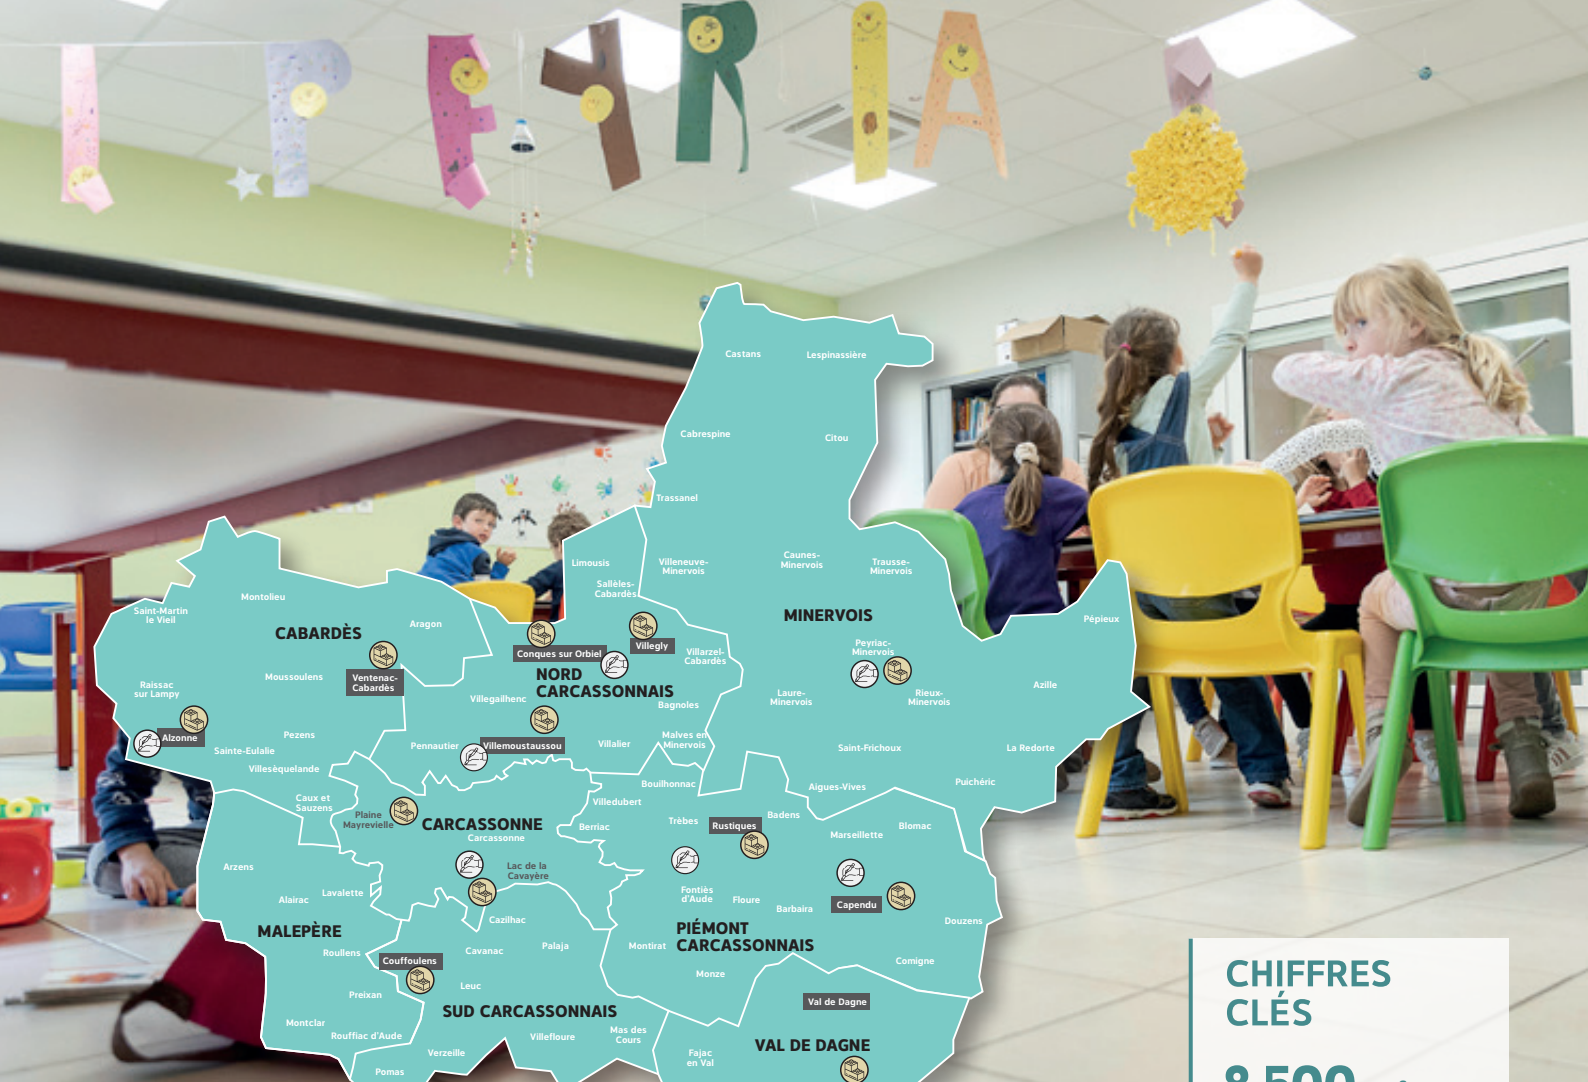 I P E Y R I A
Castans
Lespinassière
Cabrespine
Citou
Trassanel
Limousis
Villeneuve-
Minervois
Caunes-
Minervois
Trausse-
Minervois
Sallèles-
Cabardès
Montolieu
Saint-Martin
le Vieil
CABARDÈS
Aragon
MINERVOIS
Pépieux
Conques sur Orbiel
Villegly
Villarzel-
Cabardès
Peyriac-
Minervois
Ventenac-
Cabardès
Moussoulens
NORD
CARCASSONNAIS
Raissac
sur Lampy
Villegailhenc
Bagnoles
Laure-
Minervois
Rieux-
Minervois
Azille
Alzonne
Pezens
Sainte-Eulalie
Pennautier
Villemoustaussou
Villalier
Malves en
Minervois
Saint-Frichoux
La Redorte
Villesèquelande
Bouilhonnac
Aigues-Vives
Puichéric
Caux et
Sauzens
Plaine
Mayrevielle
CARCASSONNE
Carcassonne
Villedubert
Berriac
Trèbes
Rustiques
Badens
Marseillette
Blomac
Arzens
Lac de la
Cavayère
Alairac
Lavalette
Fontiès
d'Aude
Floure
Barbaira
Capendu
Douzens
MALEPÈRE
Cazilhac
PIÉMONT
CARCASSONNAIS
Roullens
Couffoulens
Cavanac
Palaja
Montirat
Comigne
Monze
Leuc
Preixan
SUD CARCASSONNAIS
Val de Dagne
Montclar
Rouffiac d'Aude
Villefloure
Mas des
Cours
VAL DE DAGNE
Verzeille
Fajac
en Val
Pomas
CHIFFRES
CLÉS
8 500